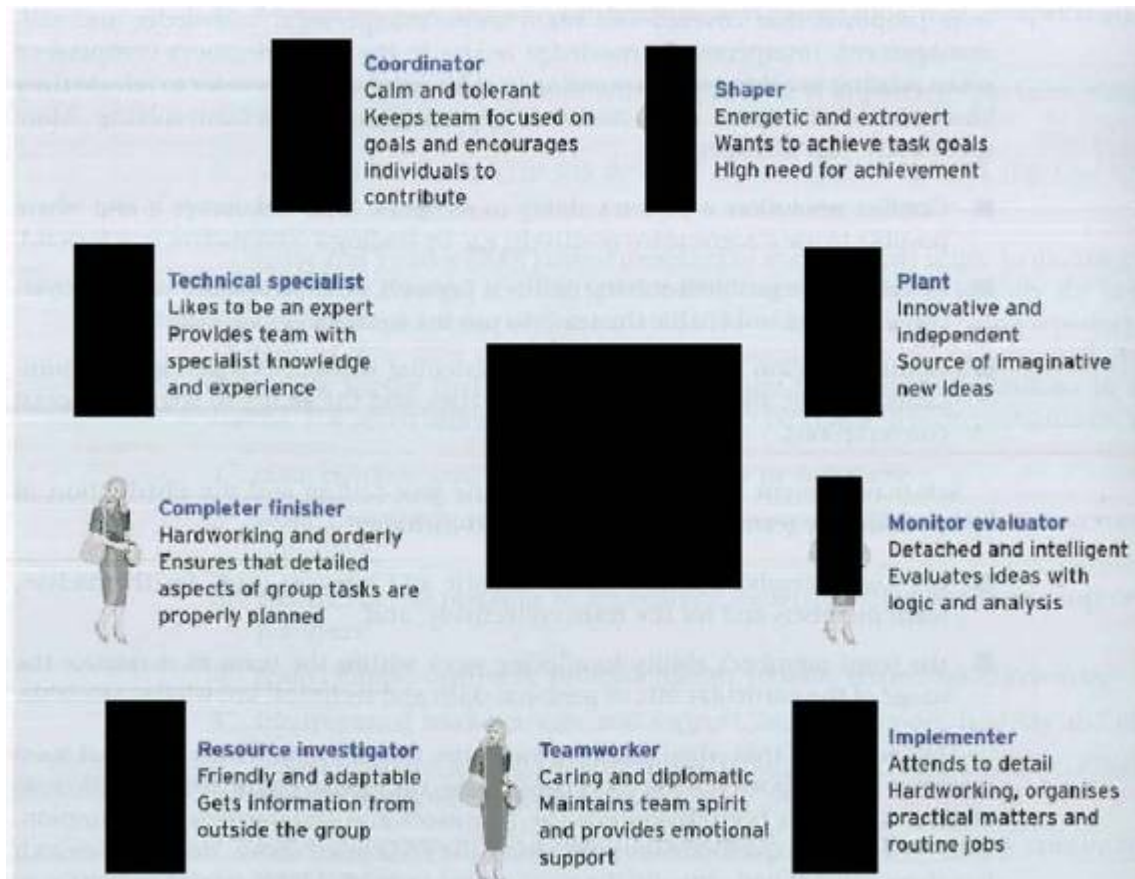 Coordinator
Calm and tolerant
Keeps team focused on
goals and encourages
individuals to
contribute
Shaper
Energetic and extrovert
Wants to achieve task goals
High need for achievement
Technical specialist
Likes to be an expert
Provides team with
specialist knowledge
and experience
Plant
Innovative and
independent
Source of imaginative
new ideas
Completer finisher
Hardworking and orderly
Ensures that detailed
aspects of group tasks are
properly planned
Monitor evaluator
Detached and intelligent
Evaluates ideas with
logic and analysis
Resource investigator
Friendly and adaptable
Gets information from
outside the group
Teamworker
Caring and diplomatic
Maintains team spirit
and provides emotional
support
Implementer
Attends to detail
Hardworking, organises
practical matters and
routine jobs